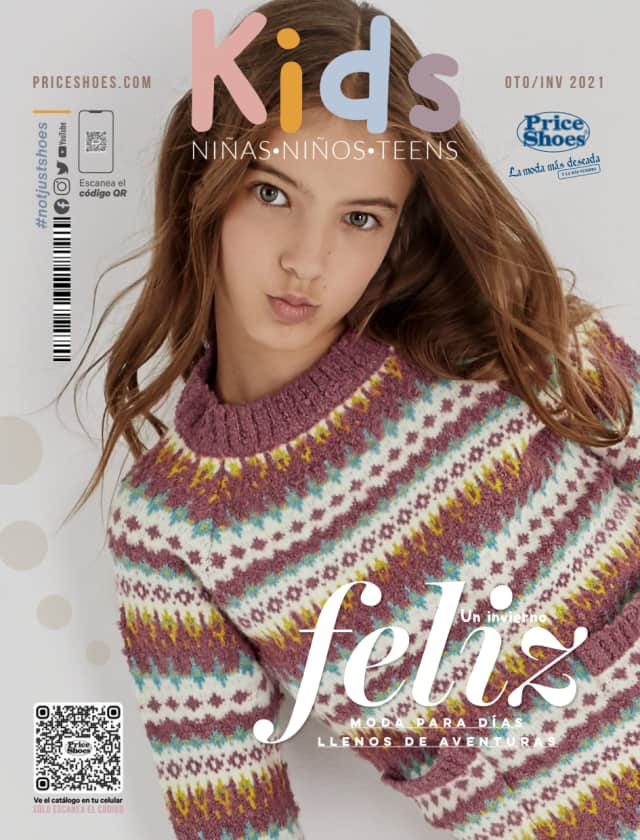 PRICESHOES.COM
Kids
OTO/INV 2021
NIÑAS•NIÑOS•TEENS
Price
Shoes
La moda más deseada
#notjustshoes
YouTube
Escanea el
código QR
Un invierno
feliz
MODA PARA DÍAS
LLENOS DE AVENTURAS
Price
Shoes
Ve el catálogo en tu celular
SÓLO ESCANEA EL CÓDIGO